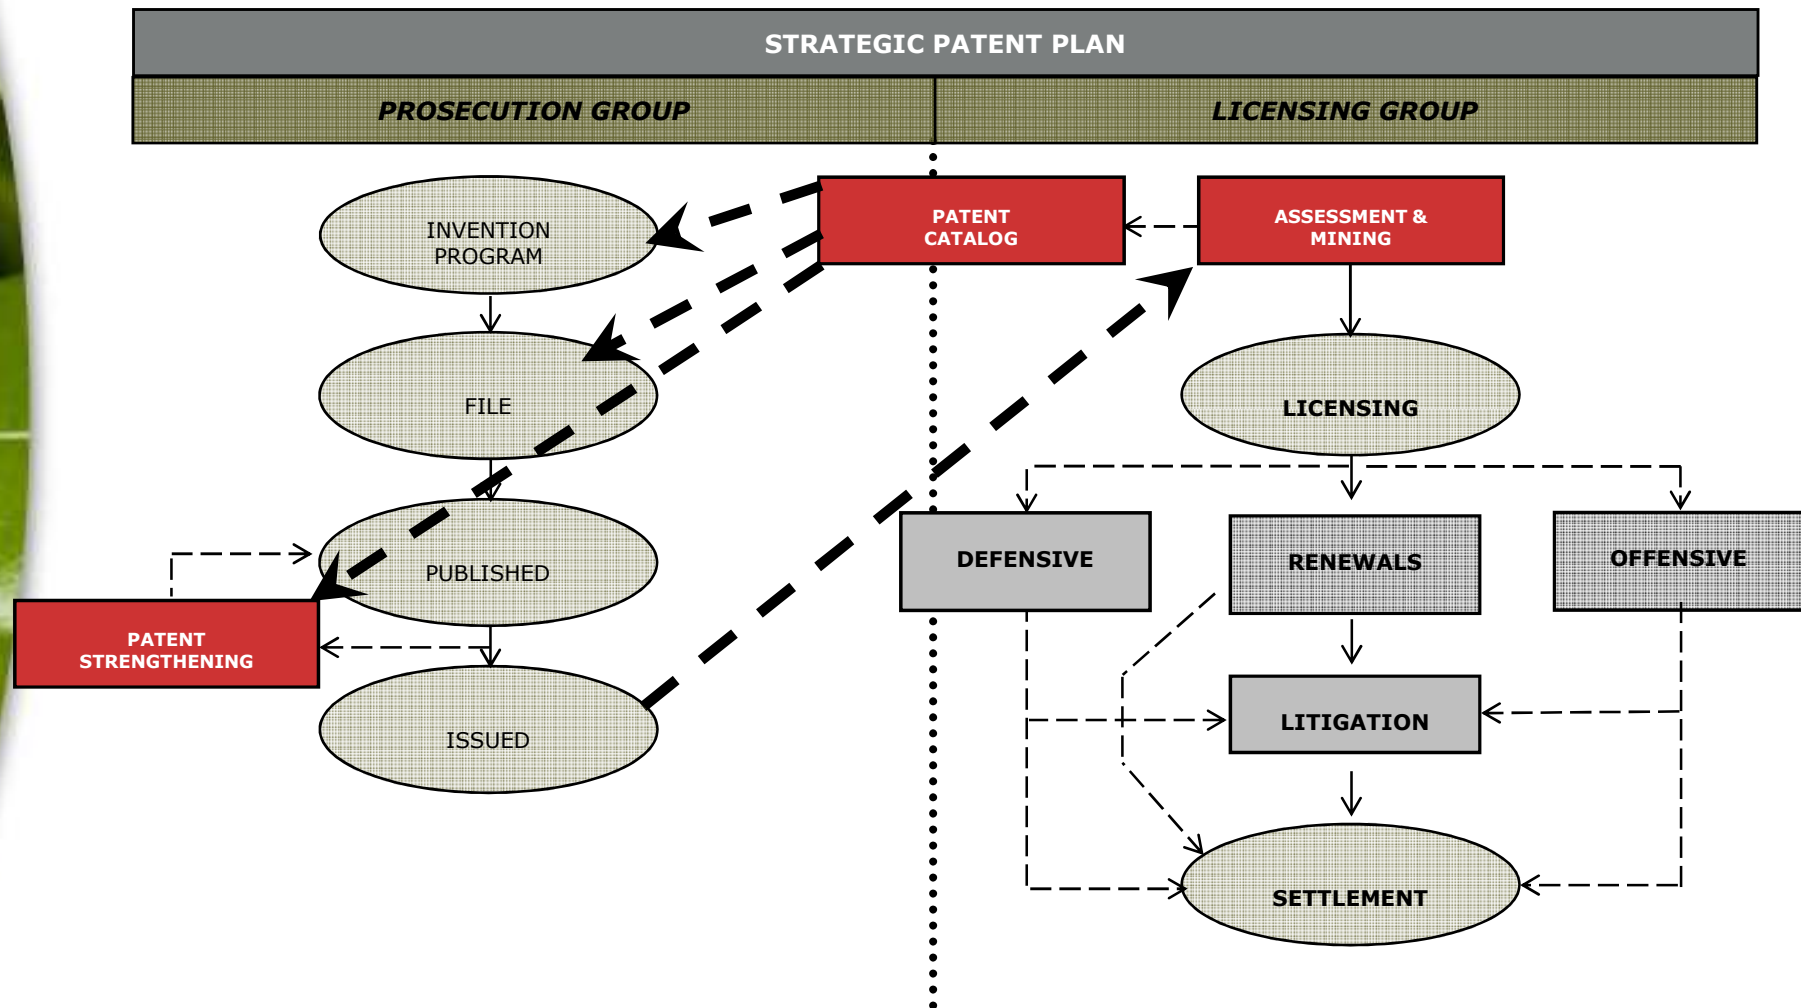 STRATEGIC PATENT PLAN
PROSECUTION GROUP
LICENSING GROUP
INVENTION
PROGRAM
PATENT
CATALOG
ASSESSMENT &
MINING
FILE
LICENSING
PUBLISHED
DEFENSIVE
RENEWALS
OFFENSIVE
PATENT
STRENGTHENING
ISSUED
LITIGATION
SETTLEMENT